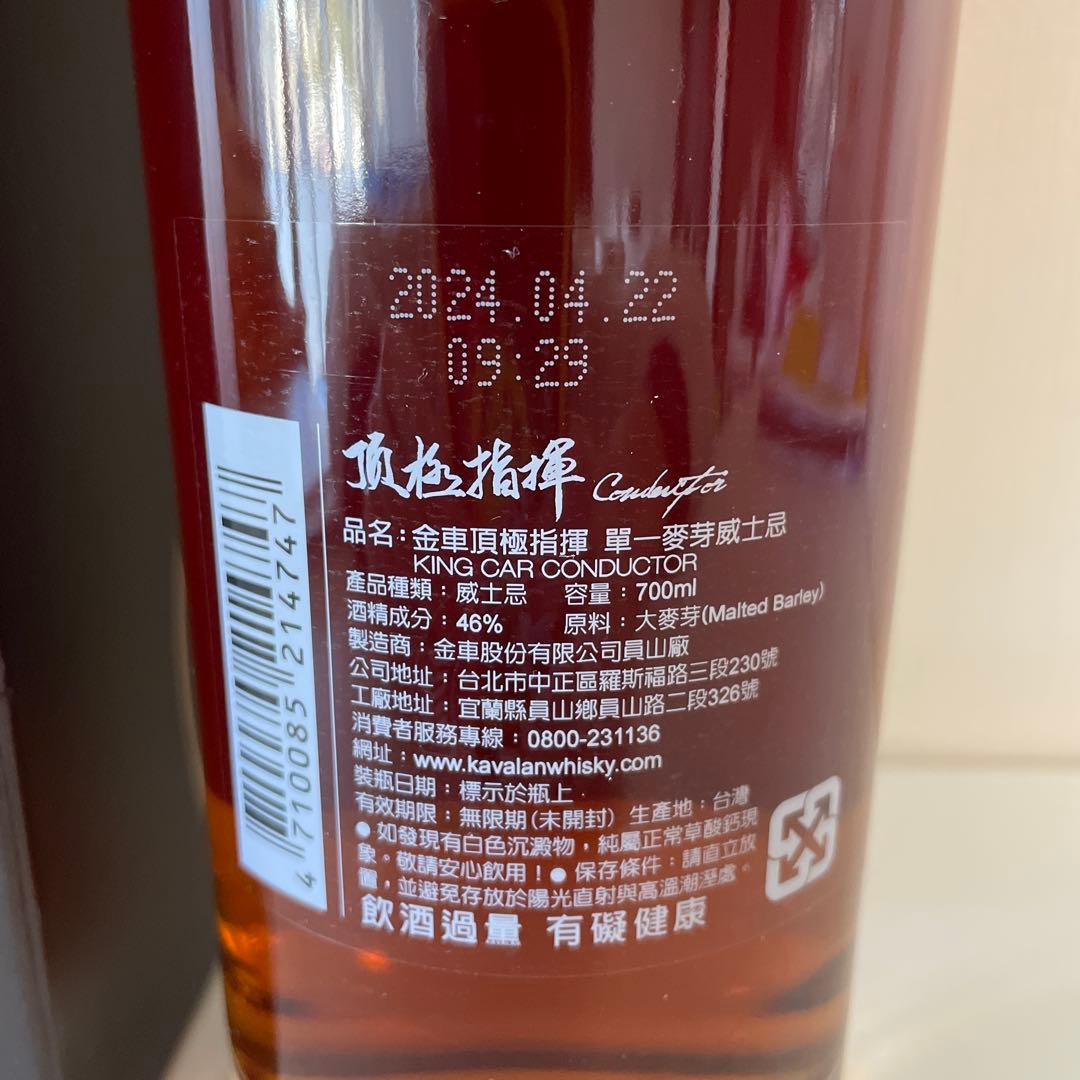 2024.04.22
09:29
頂極指揮 Conductor
品名：金車頂極指揮 單一麥芽威士忌
KING CAR CONDUCTOR
產品種類：威士忌 容量：700ml
酒精成分：46% 原料：大麥芽(Malted Barley)
製造商：金車股份有限公司員山廠
公司地址：台北市中正區羅斯福路三段230號
工廠地址：宜蘭縣員山鄉員山路二段326號
消費者服務專線：0800-231136
網址：www.kavalanwhisky.com
裝瓶日期：標示於瓶上
有效期限：無限期(未開封) 生產地：台灣
●如發現有白色沉澱物，純屬正常草酸鈣現
象。敬請安心飲用！●保存條件：請直立放
置，並避免存放於陽光直射與高溫潮溼處。
飲酒過量 有礙健康
4 710085 214747